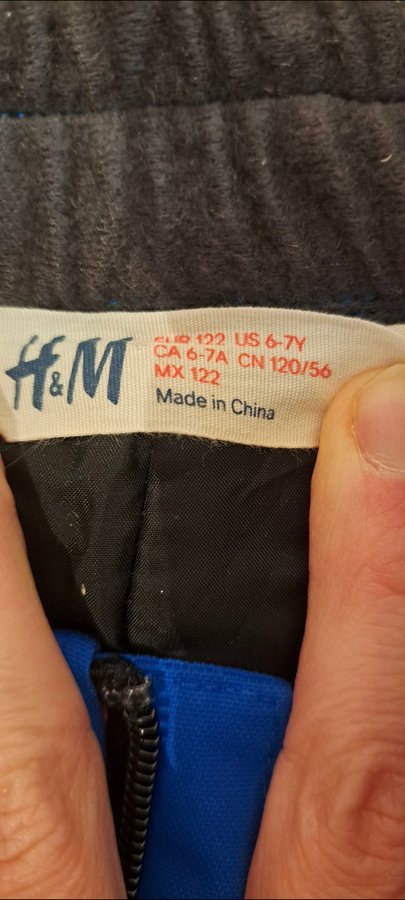 H&M
EUR 122 US 6-7Y
CA 6-7A CN 120/56
MX 122
Made in China